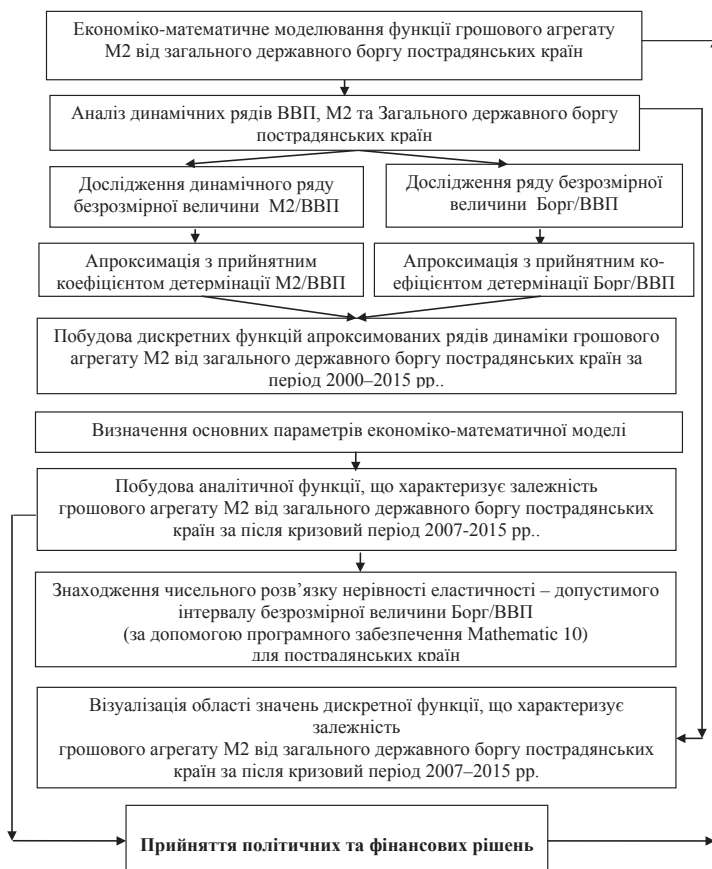 Економіко-математичне моделювання функції грошового агрегату
М2 від загального державного боргу пострадянських країн
Аналіз динамічних рядів ВВП, М2 та Загального державного боргу
пострадянських країн
Дослідження динамічного ряду
безрозмірної величини М2/ВВП
Дослідження ряду безрозмірної
величини Борг/ВВП
Апроксимація з прийнятним
коефіцієнтом детермінації М2/ВВП
Апроксимація з прийнятним ко-
ефіцієнтом детермінації Борг/ВВП
Побудова дискретних функцій апроксимованих рядів динаміки грошового
агрегату М2 від загального державного боргу пострадянських країн за
період 2000–2015 рр..
Визначення основних параметрів економіко-математичної моделі
Побудова аналітичної функції, що характеризує залежність
грошового агрегату М2 від загального державного боргу пострадянських
країн за після кризовий період 2007-2015 рр..
Знаходження чисельного розв’язку нерівності еластичності – допустимого
інтервалу безрозмірної величини Борг/ВВП
(за допомогою програмного забезпечення Mathematic 10)
для пострадянських країн
Візуалізація області значень дискретної функції, що характеризує
залежність
грошового агрегату М2 від загального державного боргу пострадянських
країн за після кризовий період 2007–2015 рр.
Прийняття політичних та фінансових рішень